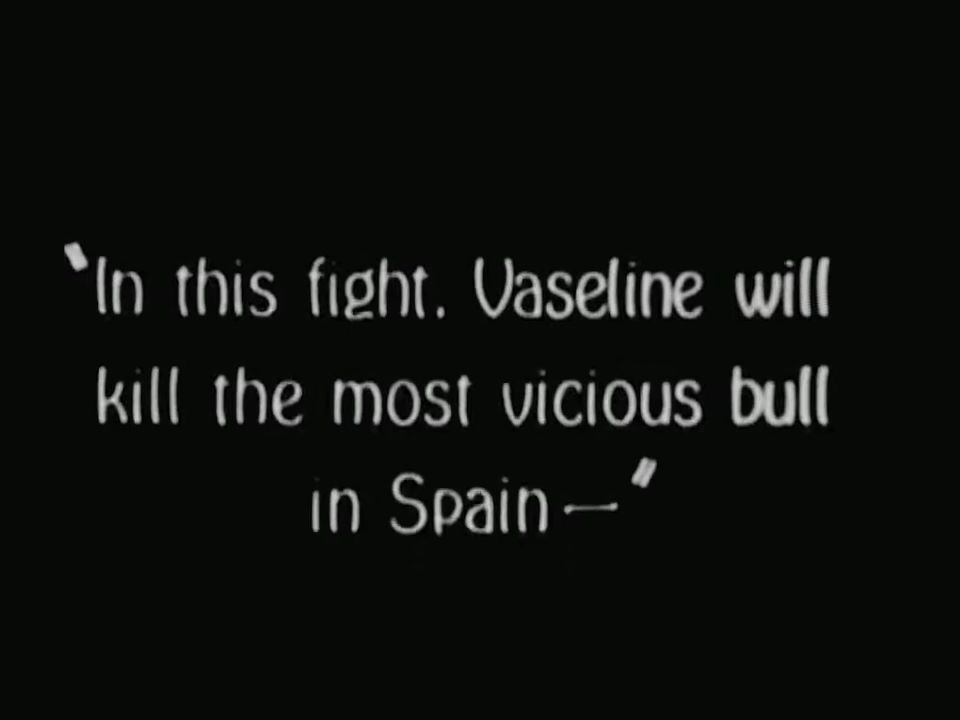 "In this fight. Vaseline will
kill the most vicious bull
in Spain—"